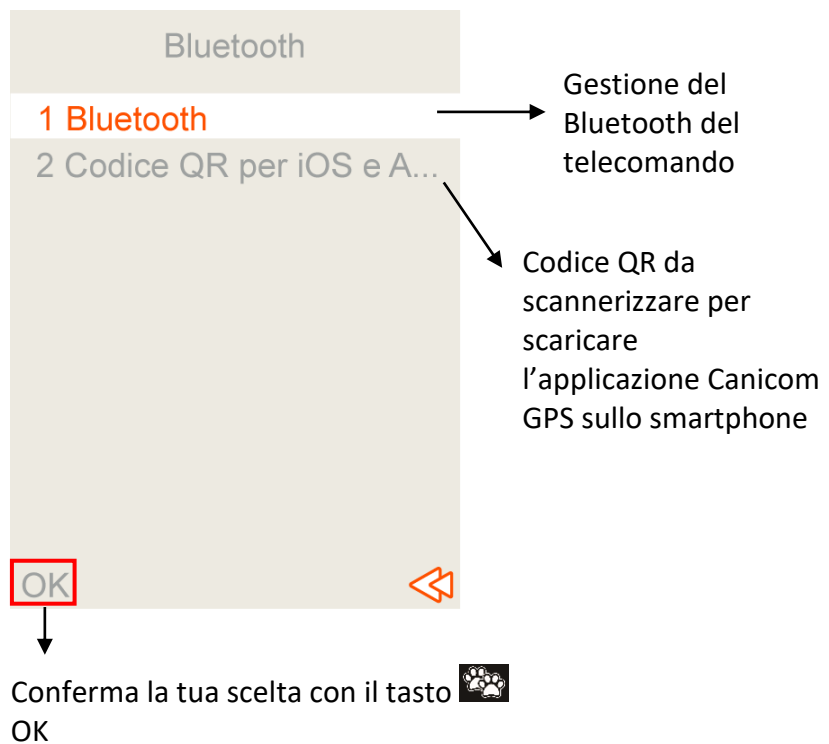 Bluetooth
1 Bluetooth
2 Codice QR per iOS e A...
Gestione del
Bluetooth del
telecomando
Codice QR da
scannerizzare per
scaricare
l’applicazione Canicom
GPS sullo smartphone
OK
Conferma la tua scelta con il tasto
OK